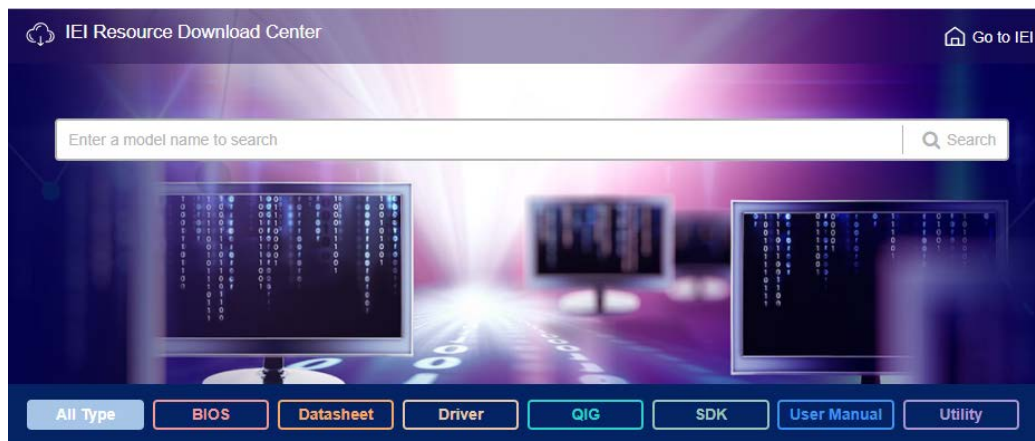 IEI Resource Download Center
Go to IEI
Enter a model name to search
Search
All Type
BIOS
Datasheet
Driver
QIG
SDK
User Manual
Utility